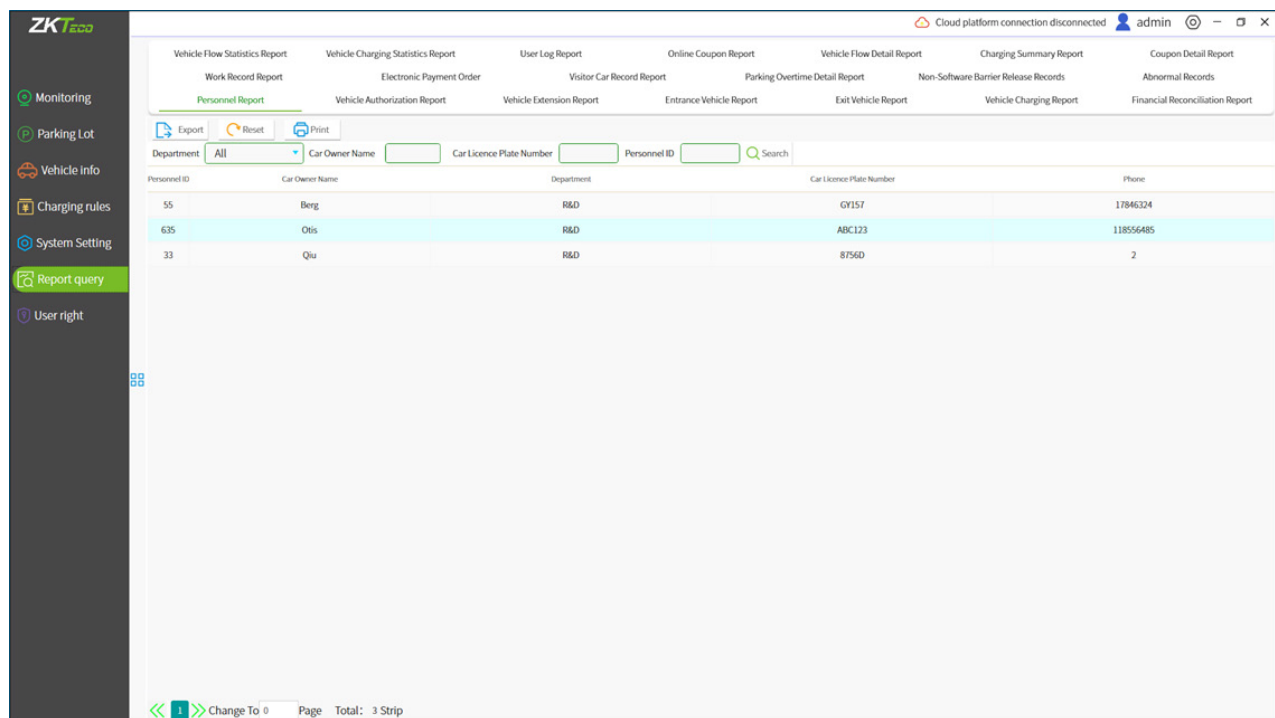 ZKTeco
Cloud platform connection disconnected admin
Monitoring
Parking Lot
Vehicle info
Charging rules
System Setting
Report query
User right
Vehicle Flow Statistics Report Vehicle Charging Statistics Report User Log Report Online Coupon Report Vehicle Flow Detail Report Charging Summary Report Coupon Detail Report
Work Record Report Electronic Payment Order Visitor Car Record Report Parking Overtime Detail Report Non-Software Barrier Release Records Abnormal Records
Personnel Report Vehicle Authorization Report Vehicle Extension Report Entrance Vehicle Report Exit Vehicle Report Vehicle Charging Report Financial Reconciliation Report
Export Reset Print
Department All Car Owner Name Car Licence Plate Number Personnel ID Search
Personnel ID Car Owner Name Department Car Licence Plate Number Phone
55 Berg R&D GY157 17846324
635 Otis R&D ABC123 118556485
33 Qiu R&D 8756D 2
1 Change To 0 Page Total: 3 Strip